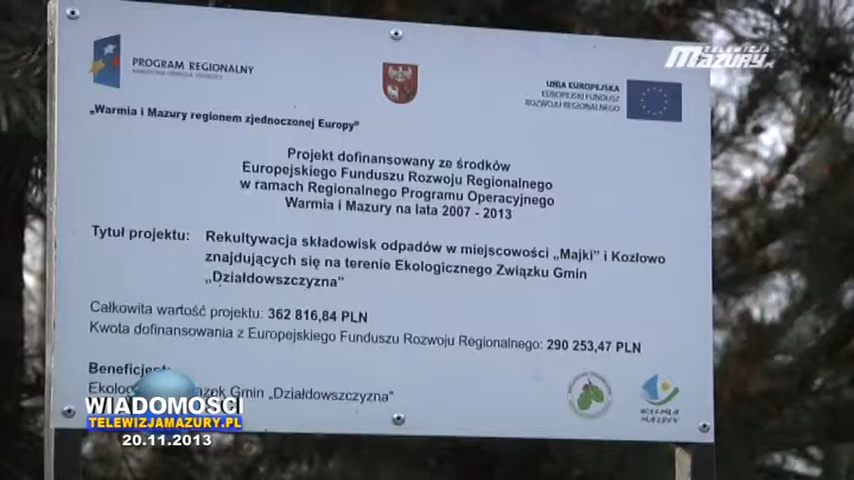 TELEWIZJA
MAZURY.PL
PROGRAM REGIONALNY
NARODOWA STRATEGIA SPÓJNOŚCI
UNIA EUROPEJSKA
EUROPEJSKI FUNDUSZ
ROZWOJU REGIONALNEGO
„Warmia i Mazury regionem zjednoczonej Europy"
Projekt dofinansowany ze środków
Europejskiego Funduszu Rozwoju Regionalnego
w ramach Regionalnego Programu Operacyjnego
Warmia i Mazury na lata 2007 - 2013
Tytuł projektu: Rekultywacja składowisk odpadów w miejscowości „Majki" i Kozłowo
znajdujących się na terenie Ekologicznego Związku Gmin
„Działdowszczyzna"
Całkowita wartość projektu: 362 816,84 PLN
Kwota dofinansowania z Europejskiego Funduszu Rozwoju Regionalnego: 290 253,47 PLN
Beneficjent
Gmin „Działdowszczyzna"
WARMIA
MAZURY
WIADOMOŚCI
TELEWIZJAMAZURY.PL
20.11.2013